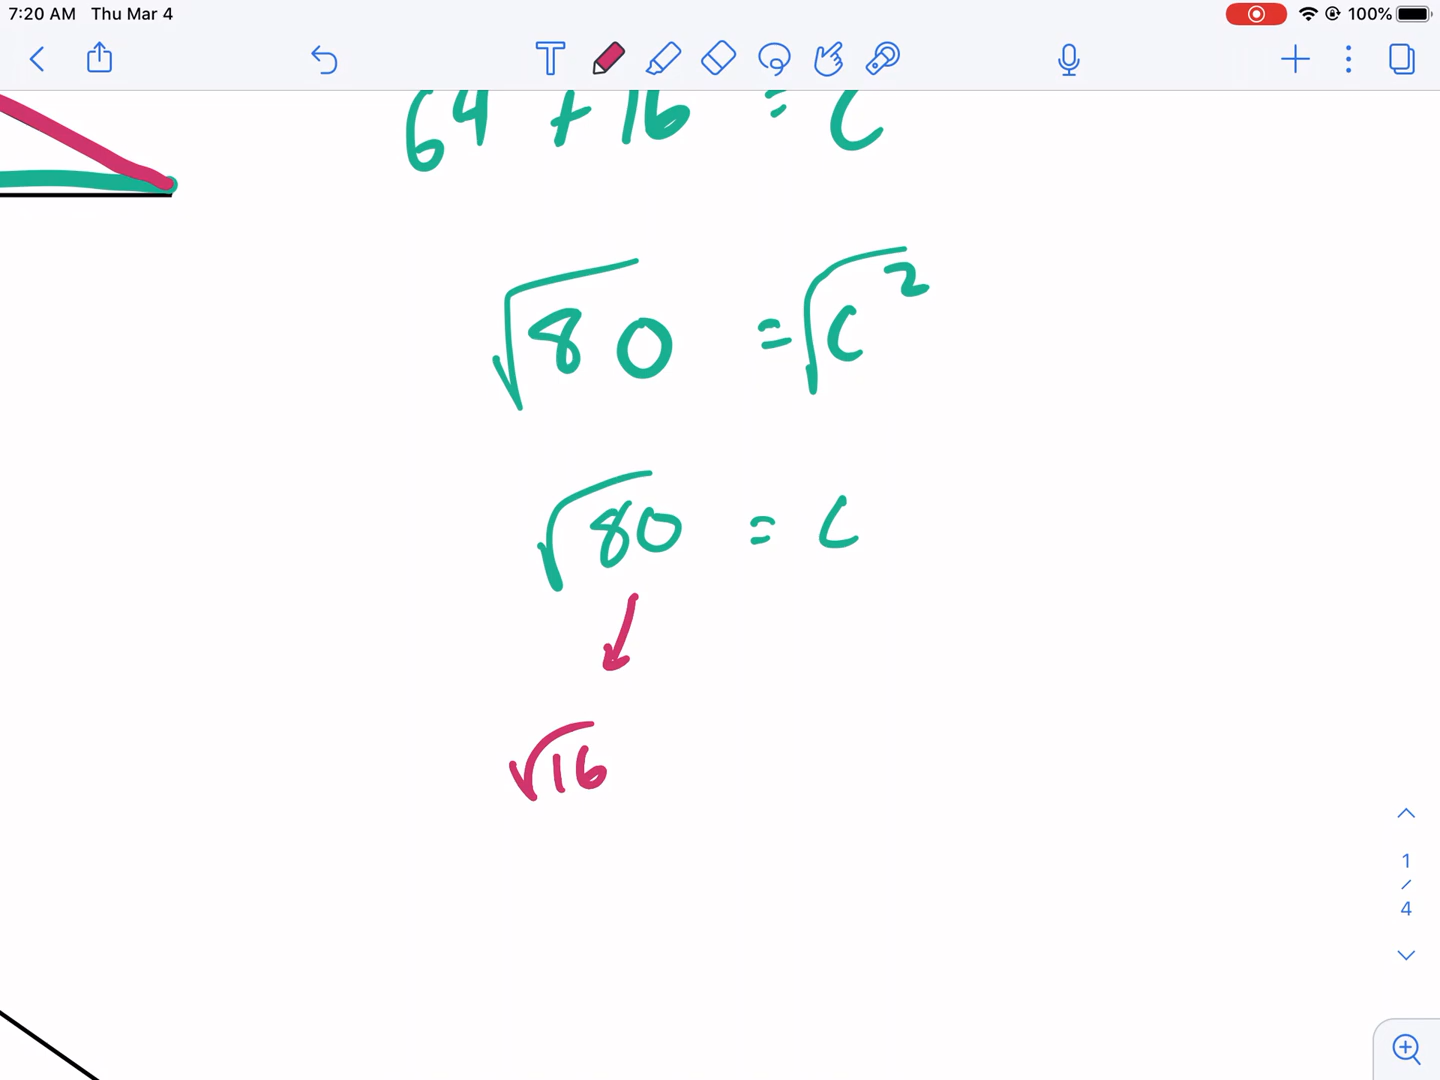 7:20 AM Thu Mar 4
100%
T
64 + 16 = C
√80 = √C²
√80 = C
√16
1
/
4